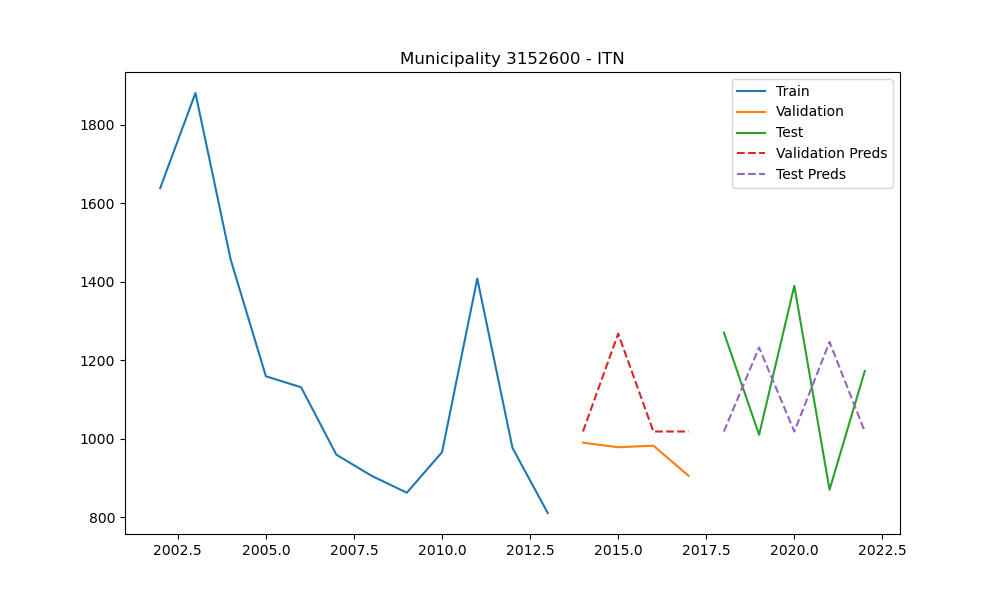 Municipality 3152600 - ITN
Train
Validation
Test
Validation Preds
Test Preds
1800
1600
1400
1200
1000
800
2002.5 2005.0 2007.5 2010.0 2012.5 2015.0 2017.5 2020.0 2022.5